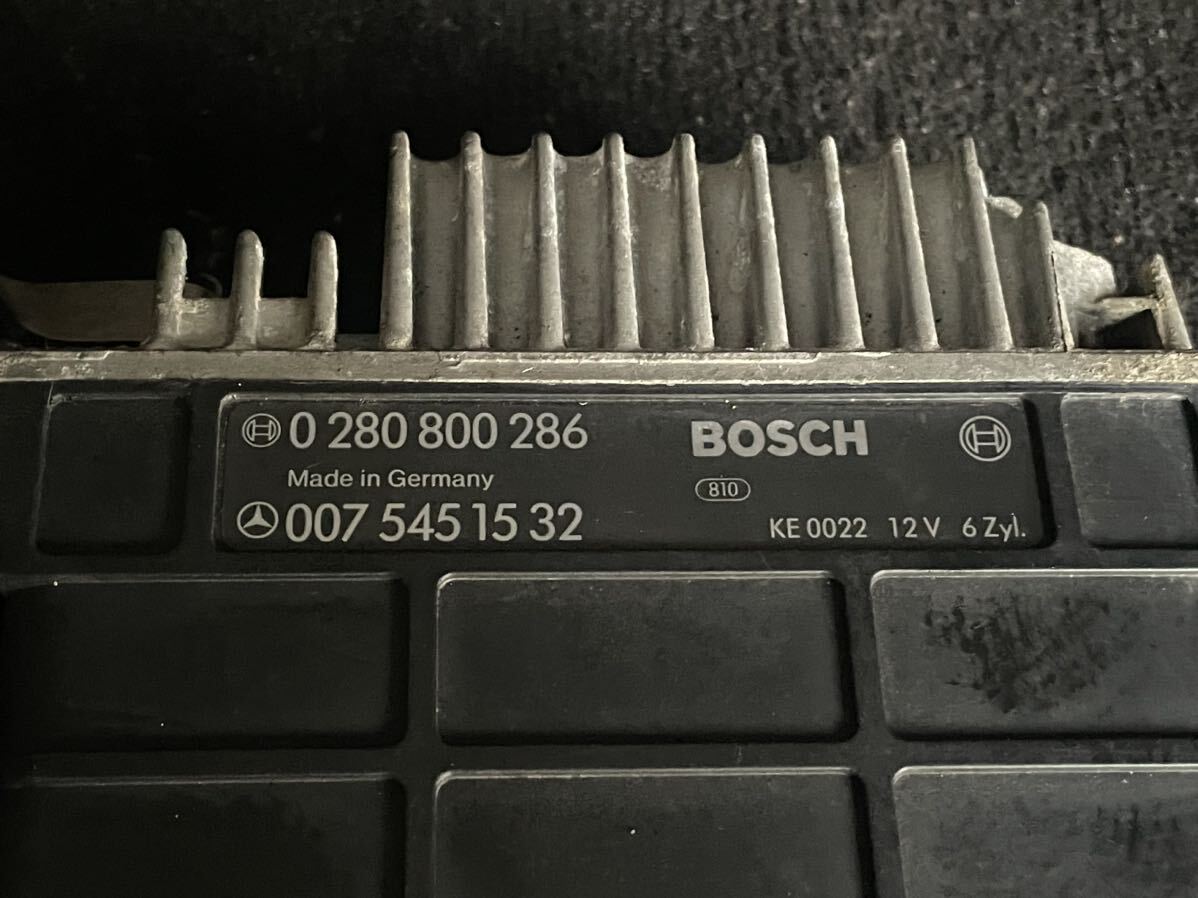 0 280 800 286 BOSCH
Made in Germany 810
007 545 15 32 KE 0022 12 V 6 Zyl.